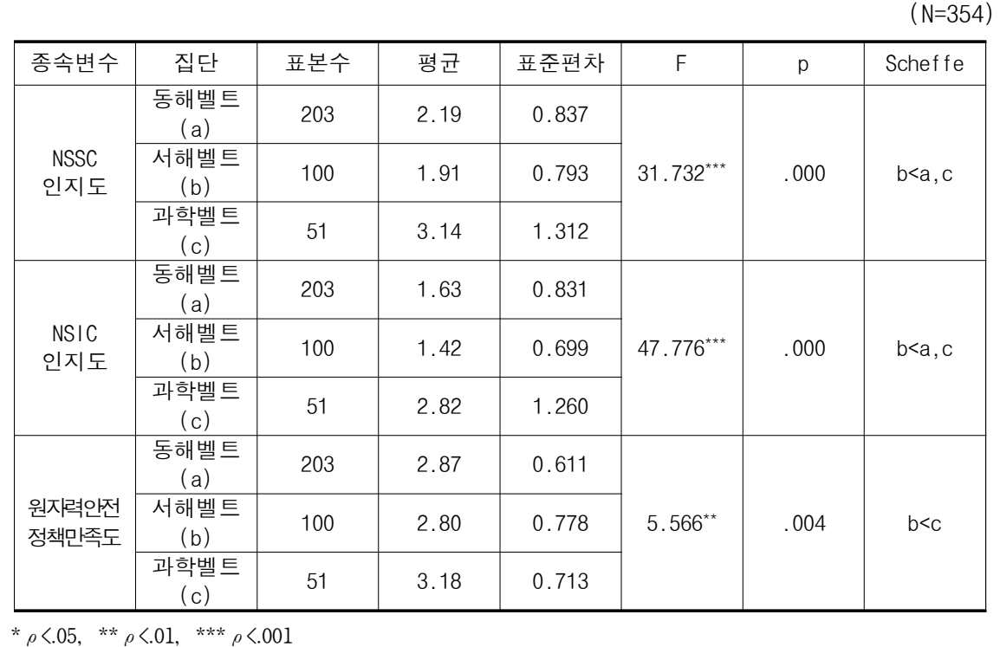 (N=354)
종속변수 집단 표본수 평균 표준편차 F p Scheffe
NSSC
인지도
동해벨트
(a)
203 2.19 0.837
서해벨트
(b)
100 1.91 0.793
과학벨트
(c)
51 3.14 1.312
31.732*** .000 b<a,c
NSIC
인지도
동해벨트
(a)
203 1.63 0.831
서해벨트
(b)
100 1.42 0.699
과학벨트
(c)
51 2.82 1.260
47.776*** .000 b<a,c
원자력안전
정책만족도
동해벨트
(a)
203 2.87 0.611
서해벨트
(b)
100 2.80 0.778
과학벨트
(c)
51 3.18 0.713
5.566** .004 b<c
* ρ<.05, ** ρ<.01, *** ρ<.001